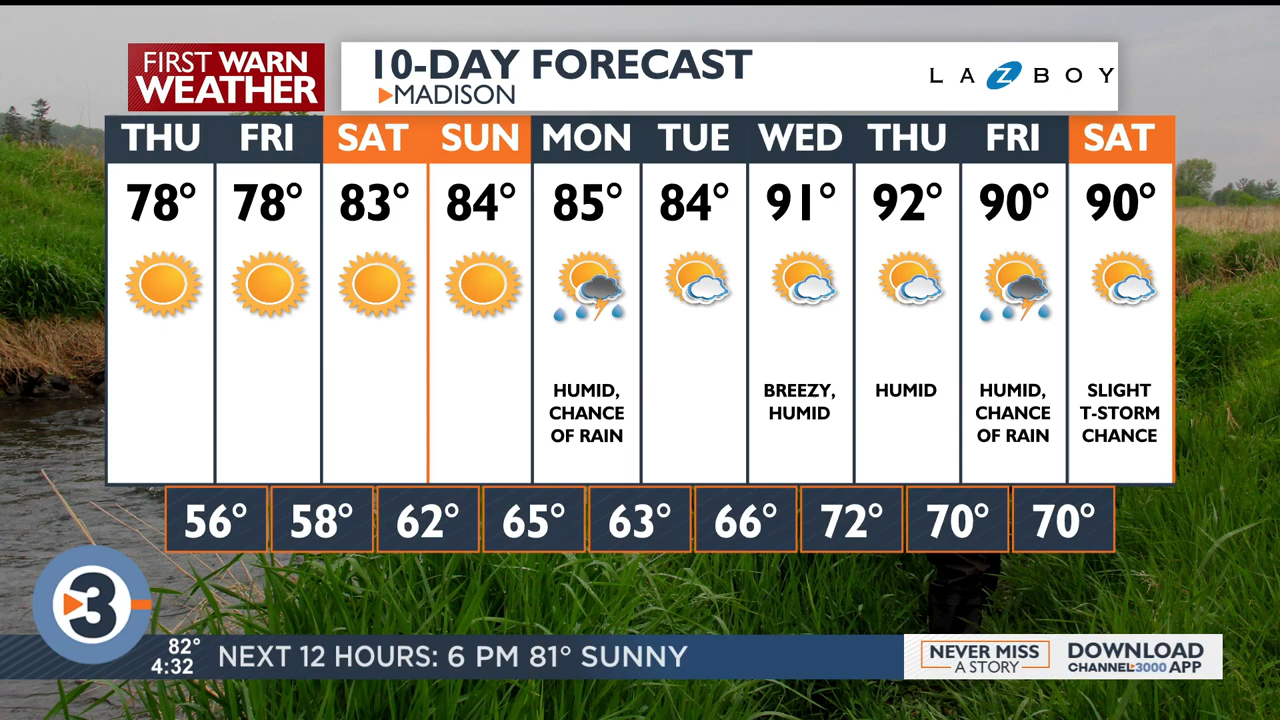 FIRST WARN
WEATHER
10-DAY FORECAST
MADISON
LA Z BOY
THU FRI SAT SUN MON TUE WED THU FRI SAT
78° 78° 83° 84° 85° 84° 91° 92° 90° 90°
HUMID, BREEZY, HUMID HUMID, SLIGHT
CHANCE HUMID CHANCE T-STORM
OF RAIN OF RAIN CHANCE
56° 58° 62° 65° 63° 66° 72° 70° 70°
3
82°
4:32
NEXT 12 HOURS: 6 PM 81° SUNNY
NEVER MISS
A STORY
DOWNLOAD
CHANNEL3000 APP